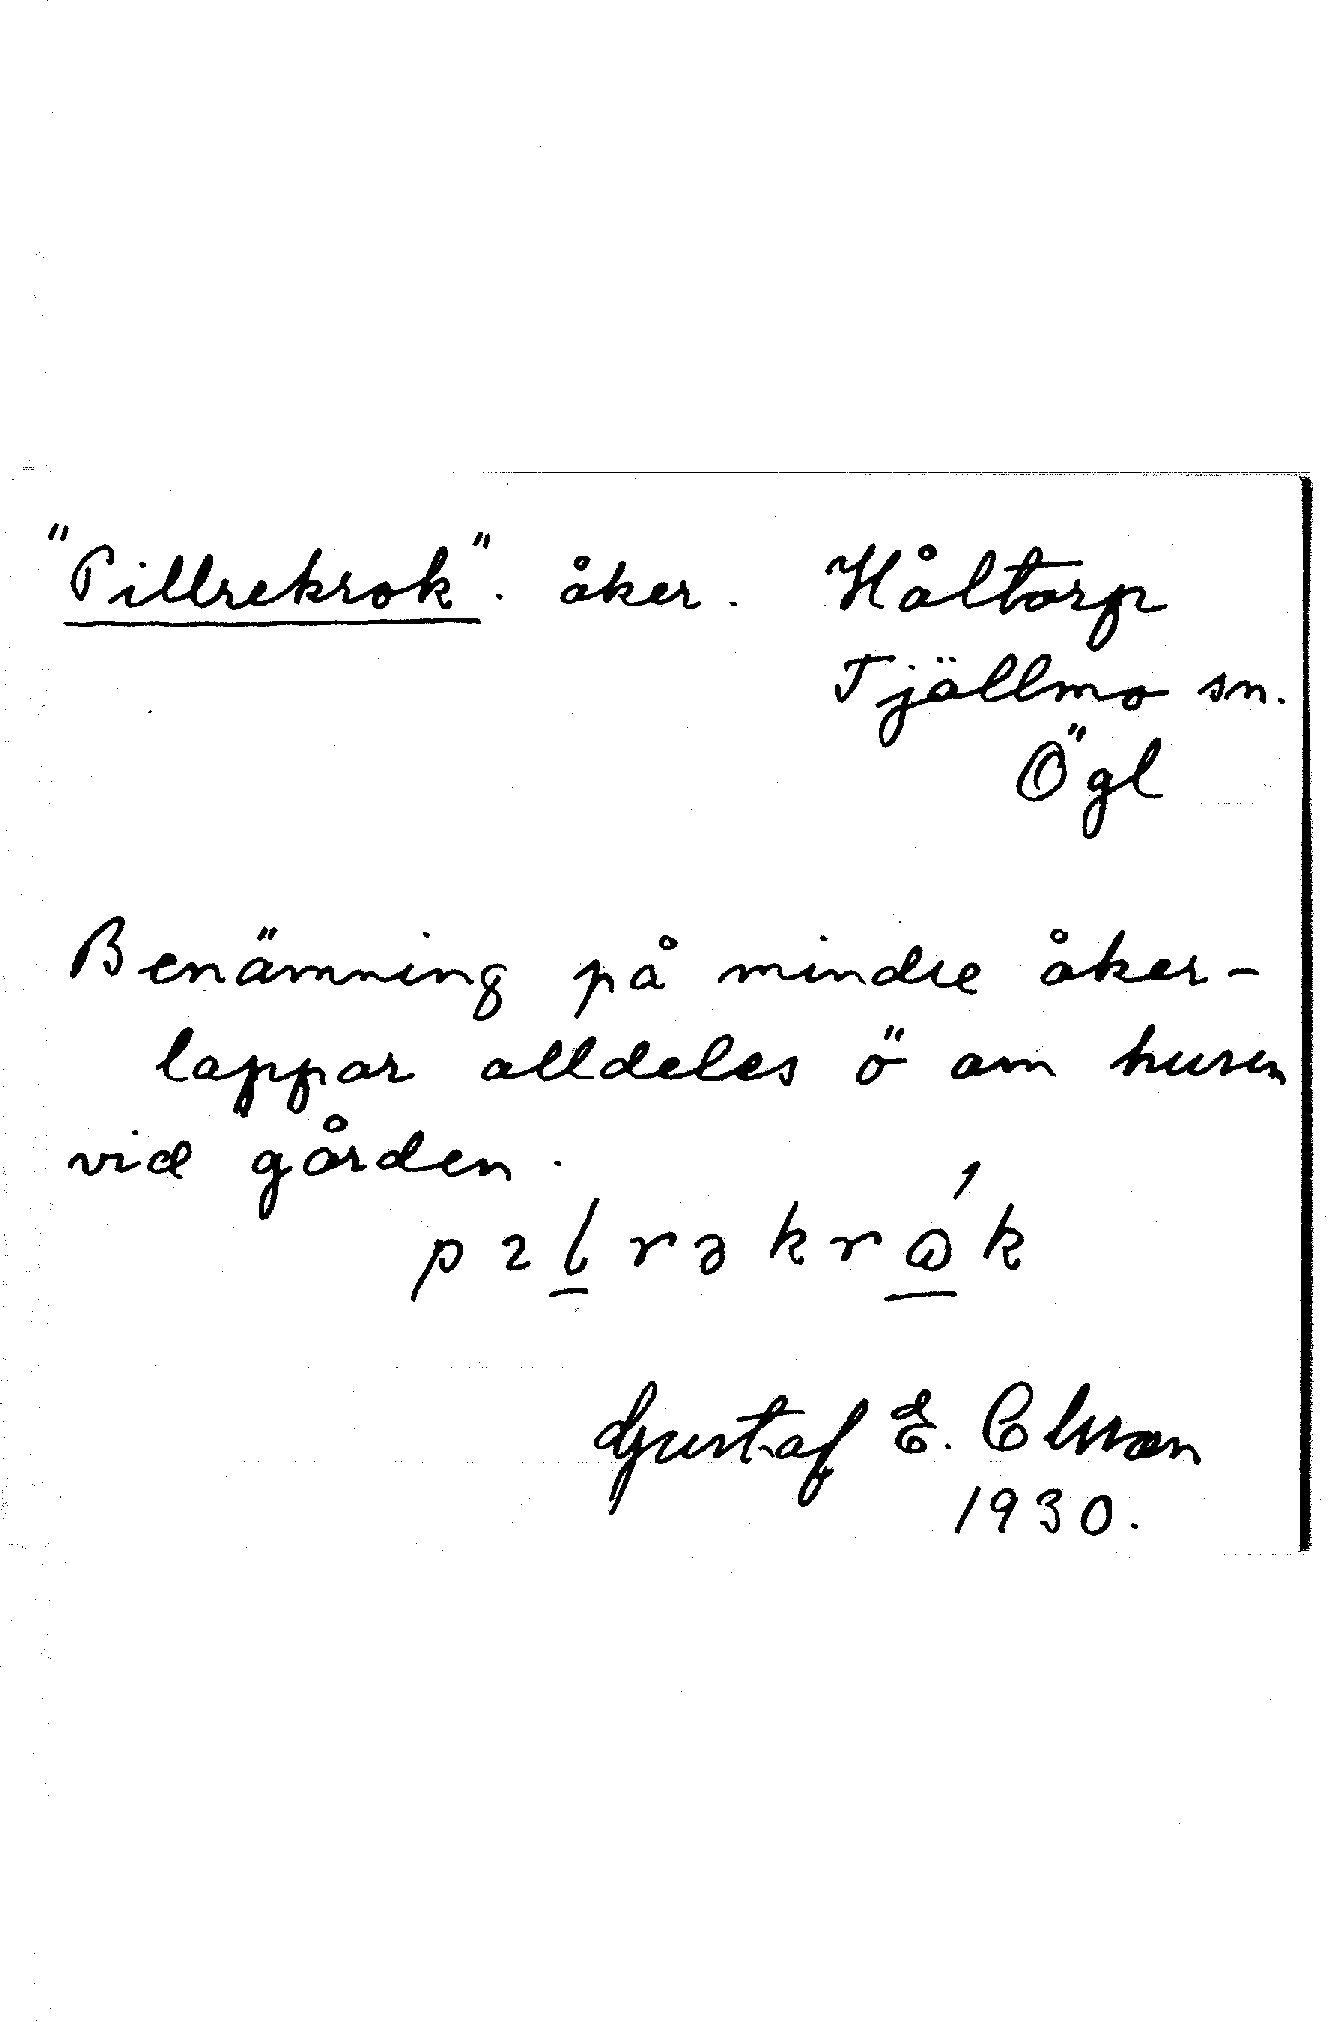 "Pillrekrok". åker. Håltorp
Tjällmo sn.
Ögl
Benämning på mindre åker-
lappar alldeles ö om husen
vid gården.
Gustaf E. Olsson
1930.